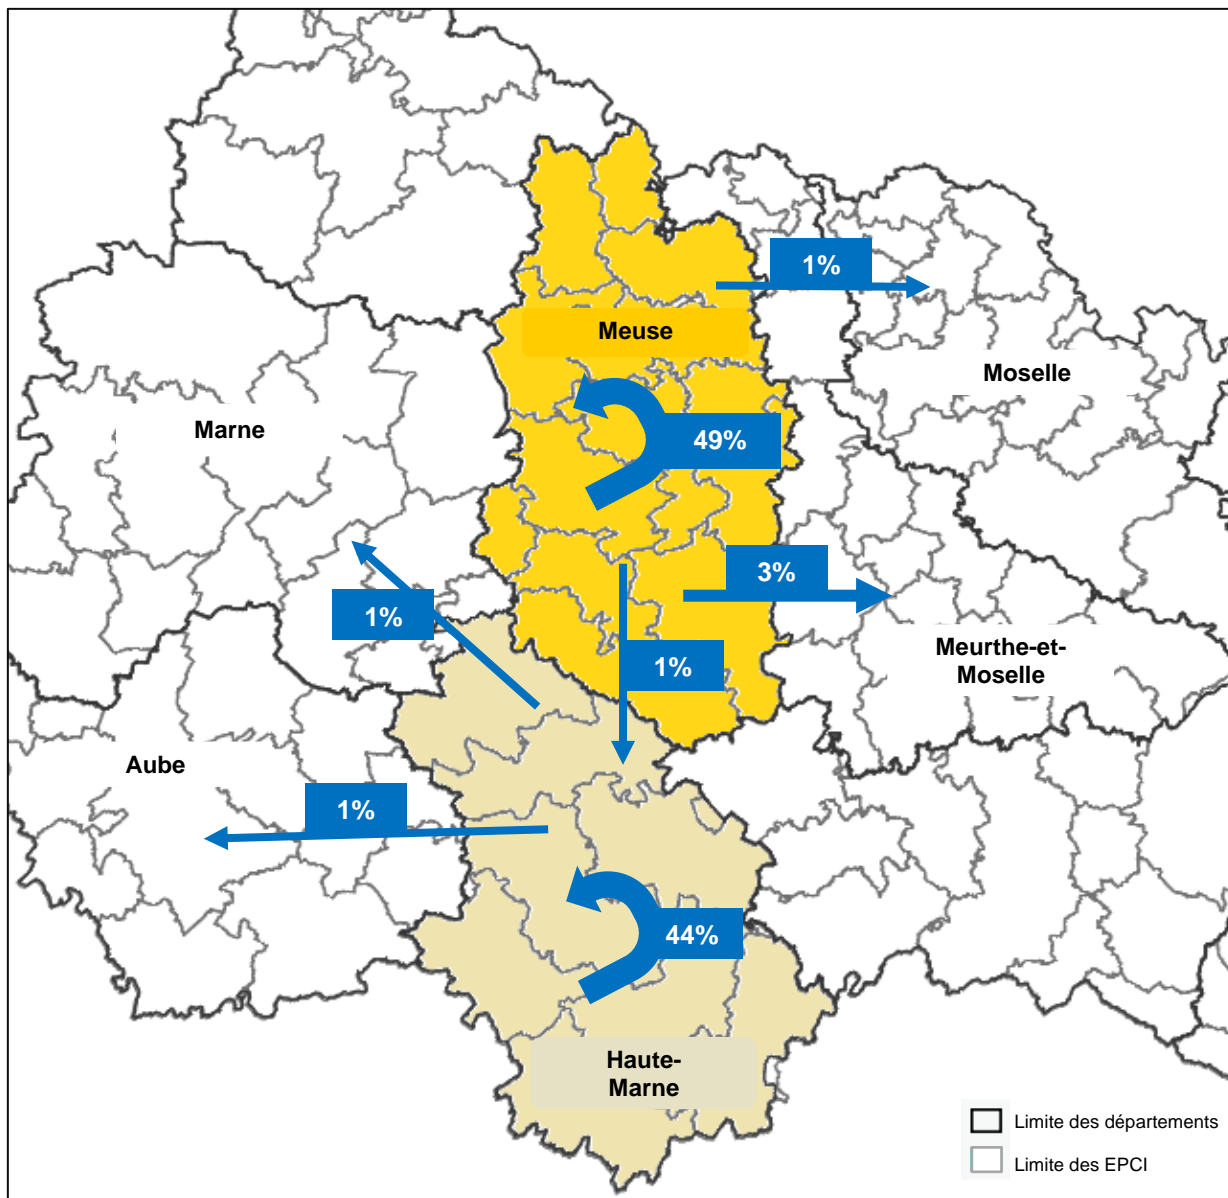 1%
Meuse
Moselle
Marne
49%
3%
1%
Meurthe-et-
Moselle
1%
Aube
1%
44%
Haute-
Marne
Limite des départements
Limite des EPCI